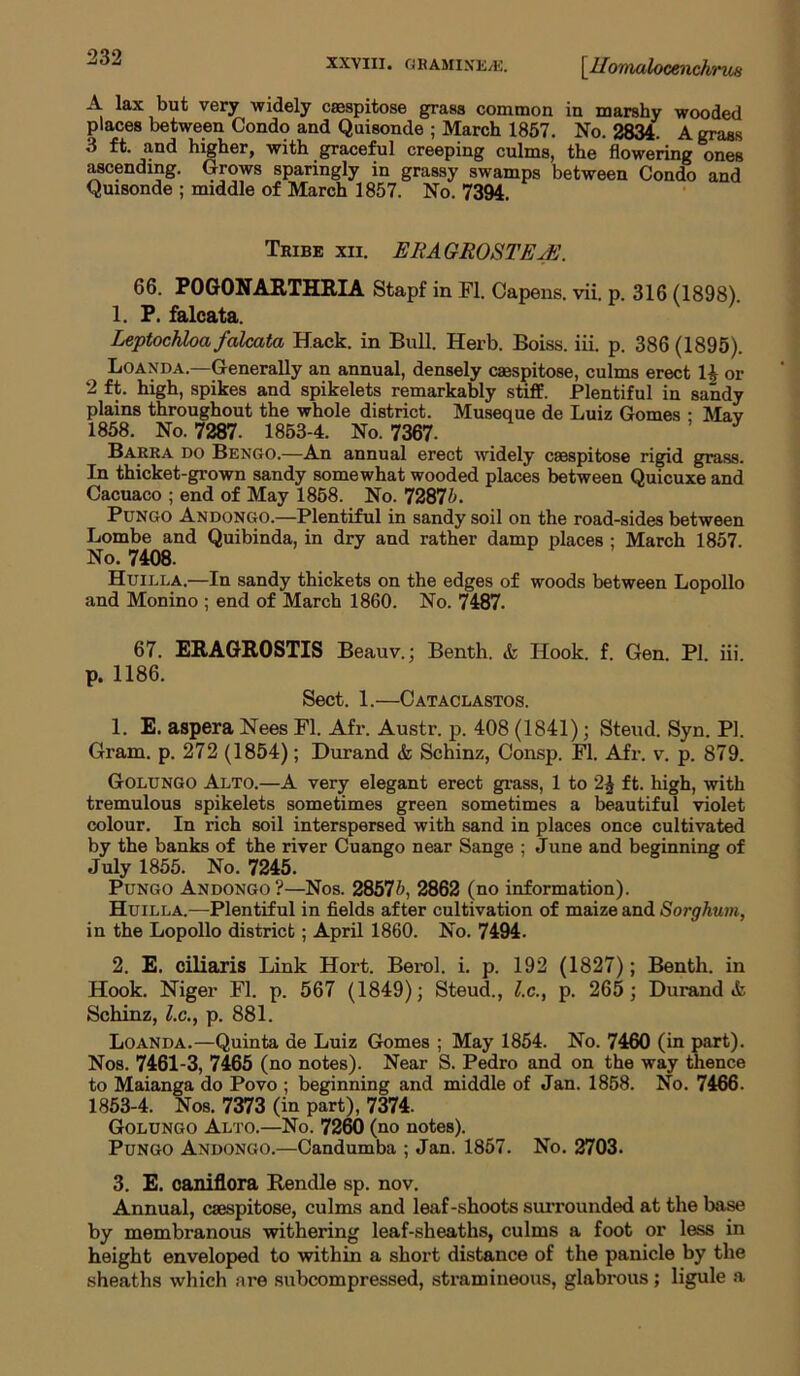 232
XXVIII. GRAMINEÆ.
[Homalocenchrus
A lax but very widely cæspitose grass common in marshy wooded
places between Condo and Quisonde ; March 1857. No. 2834. A grass
3 ft. and higher, with graceful creeping culms, the flowering ones
ascending. Grows sparingly in grassy swamps between Condo and
Quisonde ; middle of March 1857. No. 7394.
Tribe XII. ERAGROSTEÆ.
66. POGONARTHRIA Stapf in Fl. Capens. vii. p. 316 (1898).
1. P. falcata.
Leptochloa falcata Hack. in Bull. Herb. Boiss. iii. p. 386 (1895).
Loanda.—Generally an annual, densely cæspitose, culms erect 1½ or
2 ft. high, spikes and spikelets remarkably stiff. Plentiful in sandy
plains throughout the whole district. Museque de Luiz Gomes ; May
1858. No. 7287. 1853-4. No. 7367.
Barra do Bengo.—An annual erect widely cæspitose rigid grass.
In thicket-grown sandy somewhat wooded places between Quicuxe and
Cacuaco ; end of May 1858. No. 7287b.
Pungo Andongo.—Plentiful in sandy soil on the road-sides between
Lombe and Quibinda, in dry and rather damp places ; March 1857.
No. 7408.
Huilla.—In sandy thickets on the edges of woods between Lopollo
and Monino ; end of March 1860. No. 7487.
67. ERAGROSTIS Beauv.; Benth. & Hook. f. Gen. Pl. iii.
p. 1186.
Sect. 1.—Cataclastos.
1. E. aspera Nees Fl. Afr. Austr. p. 408 (1841); Steud. Syn. Pl.
Gram. p. 272 (1854); Durand & Schinz, Consp. Fl. Afr. v. p. 879.
Golungo Alto.—A very elegant erect grass, 1 to 2½ ft. high, with
tremulous spikelets sometimes green sometimes a beautiful violet
colour. In rich soil interspersed with sand in places once cultivated
by the banks of the river Cuango near Sange ; June and beginning of
July 1855. No. 7245.
Pungo Andongo ?—Nos. 2857b, 2862 (no information).
Huilla.—Plentiful in fields after cultivation of maize and Sorghum,
in the Lopollo district ; April 1860. No. 7494.
2. E. ciliaris Link Hort. Berol. i. p. 192 (1827); Benth. in
Hook. Niger Fl. p. 567 (1849); Steud., l.c., p. 265; Durand &
Schinz, l.c., p. 881.
Loanda.—Quinta de Luiz Gomes ; May 1854. No. 7460 (in part).
Nos. 7461-3, 7465 (no notes). Near S. Pedro and on the way thence
to Maianga do Povo ; beginning and middle of Jan. 1858. No. 7466.
1853-4. Nos. 7373 (in part), 7374.
Golungo Alto.—No. 7260 (no notes).
Pungo Andongo.—Candumba ; Jan. 1857. No. 2703.
3. E. caniflora Rendle sp. nov.
Annual, cæspitose, culms and leaf-shoots surrounded at the base
by membranous withering leaf-sheaths, culms a foot or less in
height enveloped to within a short distance of the panicle by the
sheaths which are subcompressed, stramineous, glabrous ; ligule a